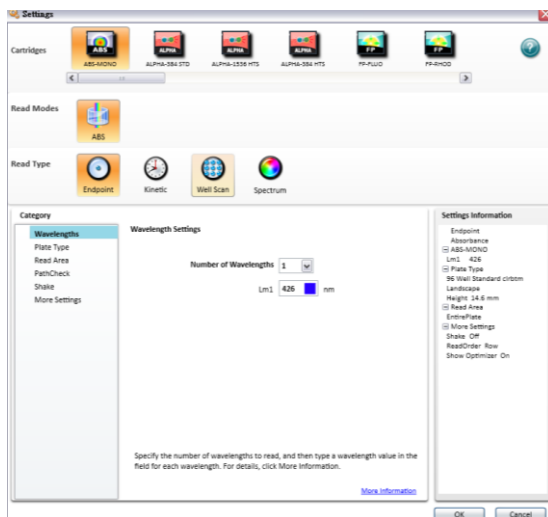 Settings
Cartridges
ABS
ALPHA
ALPHA
ALPHA
FP
FP
ABS-MONO
ALPHA-384 STD
ALPHA-1536 HTS
ALPHA-384 HTS
FP-FLUO
FP-RHOD
Read Modes
ABS
Read Type
Endpoint
Kinetic
Well Scan
Spectrum
Category
Wavelengths
Plate Type
Read Area
PathCheck
Shake
More Settings
Wavelength Settings
Number of Wavelengths 1
Lm1 426 nm
Specify the number of wavelengths to read, and then type a wavelength value in the
field for each wavelength. For details, click More Information.
More Information
Settings Information
Endpoint
Absorbance
ABS-MONO
Lm1 426
Plate Type
96 Well Standard clrbtm
Landscape
Height 14.6 mm
Read Area
EntirePlate
More Settings
Shake Off
ReadOrder Row
Show Optimizer On
OK
Cancel